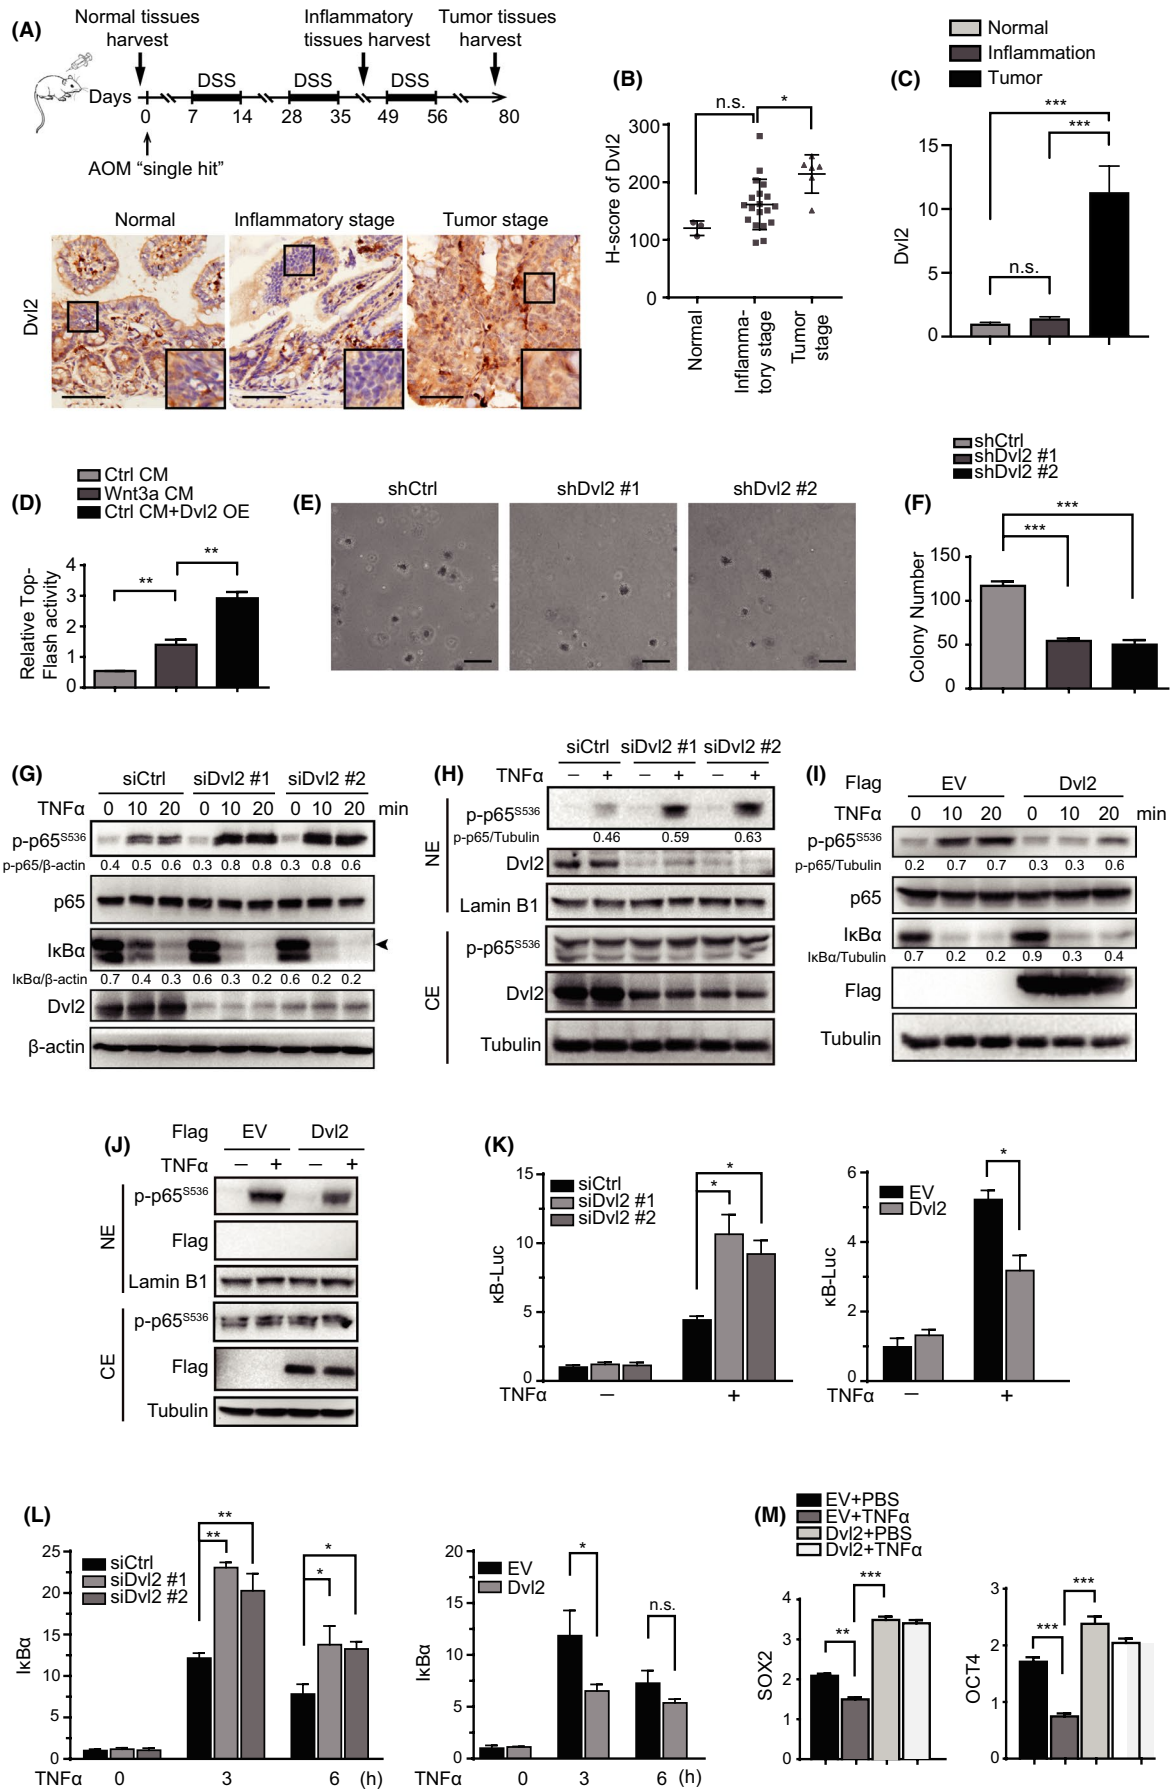 (A)
Normal tissues
harvest
Inflammatory
tissues harvest
Tumor tissues
harvest
DSS DSS DSS
Days
0 7 14 28 35 49 56 80
AOM “single hit”
Normal Inflammatory stage Tumor stage
Dvl2
(B)
n.s. *
H-score of Dvl2
300
200
100
0
Normal
Inflamma-
tory stage
Tumor
stage
Normal
Inflammation
Tumor
(C)
***
***
n.s.
Dvl2
15
10
5
0
(D)
Ctrl CM
Wnt3a CM
Ctrl CM+Dvl2 OE
**
**
Relative Top-
Flash activity
4
3
2
1
0
(E)
shCtrl shDvl2 #1 shDvl2 #2
(F)
shCtrl
shDvl2 #1
shDvl2 #2
***
***
Colony Number
150
100
50
0
(G)
siCtrl siDvl2 #1 siDvl2 #2
TNFα 0 10 20 0 10 20 0 10 20 min
p-p65S536
p-p65/β-actin 0.4 0.5 0.6 0.3 0.8 0.8 0.3 0.8 0.6
p65
IκBα
IκBα/β-actin 0.7 0.4 0.3 0.6 0.3 0.2 0.6 0.2 0.2
Dvl2
β-actin
(H)
siCtrl siDvl2 #1 siDvl2 #2
TNFα − + − + − +
NE
p-p65S536
p-p65/Tubulin 0.46 0.59 0.63
Dvl2
Lamin B1
CE
p-p65S536
Dvl2
Tubulin
(I)
Flag EV Dvl2
TNFα 0 10 20 0 10 20 min
p-p65S536
p-p65/Tubulin 0.2 0.7 0.7 0.3 0.3 0.6
p65
IκBα
IκBα/Tubulin 0.7 0.2 0.2 0.9 0.3 0.4
Flag
Tubulin
(J)
Flag EV Dvl2
TNFα − + − +
NE
p-p65S536
Flag
Lamin B1
CE
p-p65S536
Flag
Tubulin
(K)
siCtrl
siDvl2 #1
siDvl2 #2
*
*
κB-Luc
15
10
5
0
TNFα − +
EV
Dvl2
*
κB-Luc
6
4
2
0
TNFα − +
(L)
siCtrl
siDvl2 #1
siDvl2 #2
**
**
*
*
IκBα
25
20
15
10
5
0
TNFα 0 3 6 (h)
EV
Dvl2
*
n.s.
IκBα
20
15
10
5
0
TNFα 0 3 6 (h)
(M)
EV+PBS
EV+TNFα
Dvl2+PBS
Dvl2+TNFα
***
**
SOX2
4
3
2
1
0
***
***
OCT4
3
2
1
0